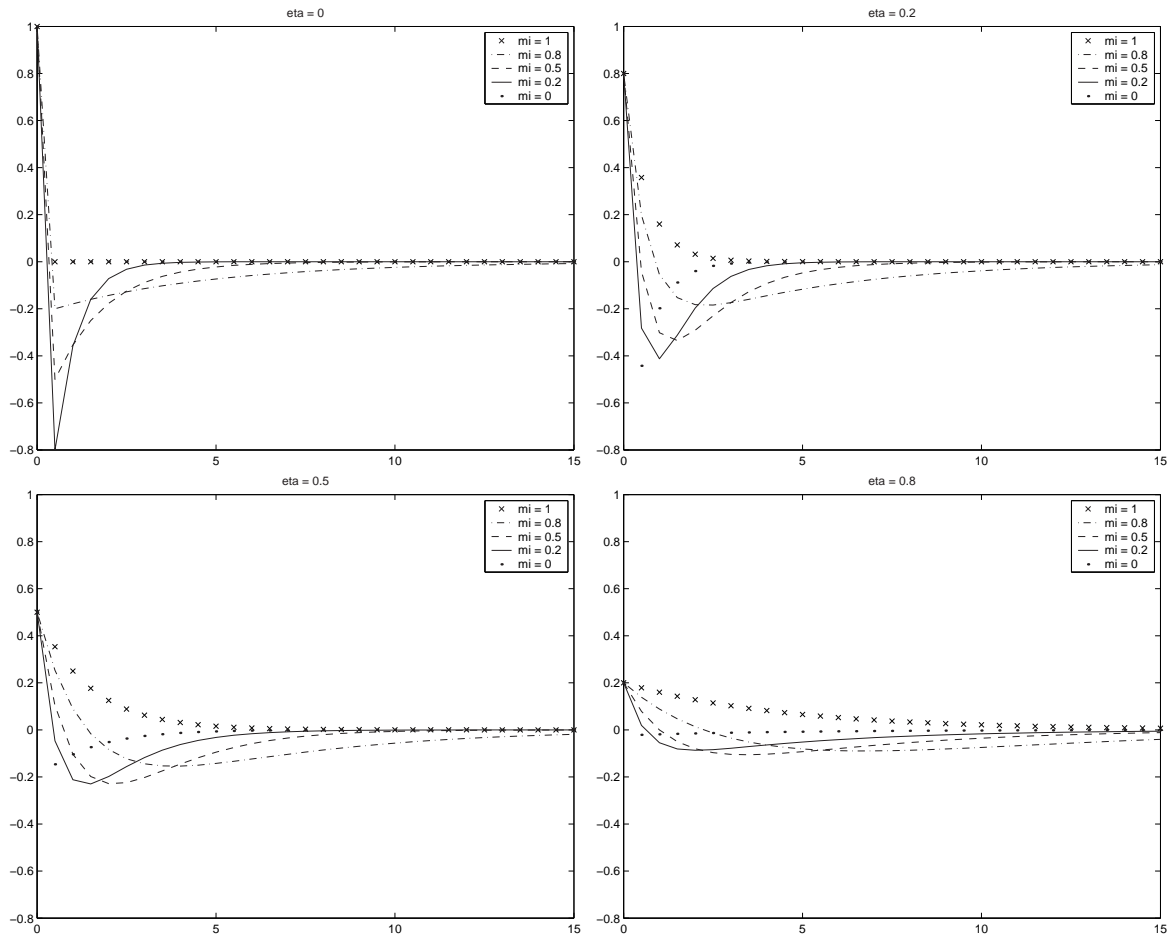 eta = 0
1
0.8
0.6
0.4
0.2
0
−0.2
−0.4
−0.6
−0.8
0
5
10
15
mi = 1
mi = 0.8
mi = 0.5
mi = 0.2
mi = 0
eta = 0.2
1
0.8
0.6
0.4
0.2
0
−0.2
−0.4
−0.6
−0.8
0
5
10
15
mi = 1
mi = 0.8
mi = 0.5
mi = 0.2
mi = 0
eta = 0.5
1
0.8
0.6
0.4
0.2
0
−0.2
−0.4
−0.6
−0.8
0
5
10
15
mi = 1
mi = 0.8
mi = 0.5
mi = 0.2
mi = 0
eta = 0.8
1
0.8
0.6
0.4
0.2
0
−0.2
−0.4
−0.6
−0.8
0
5
10
15
mi = 1
mi = 0.8
mi = 0.5
mi = 0.2
mi = 0